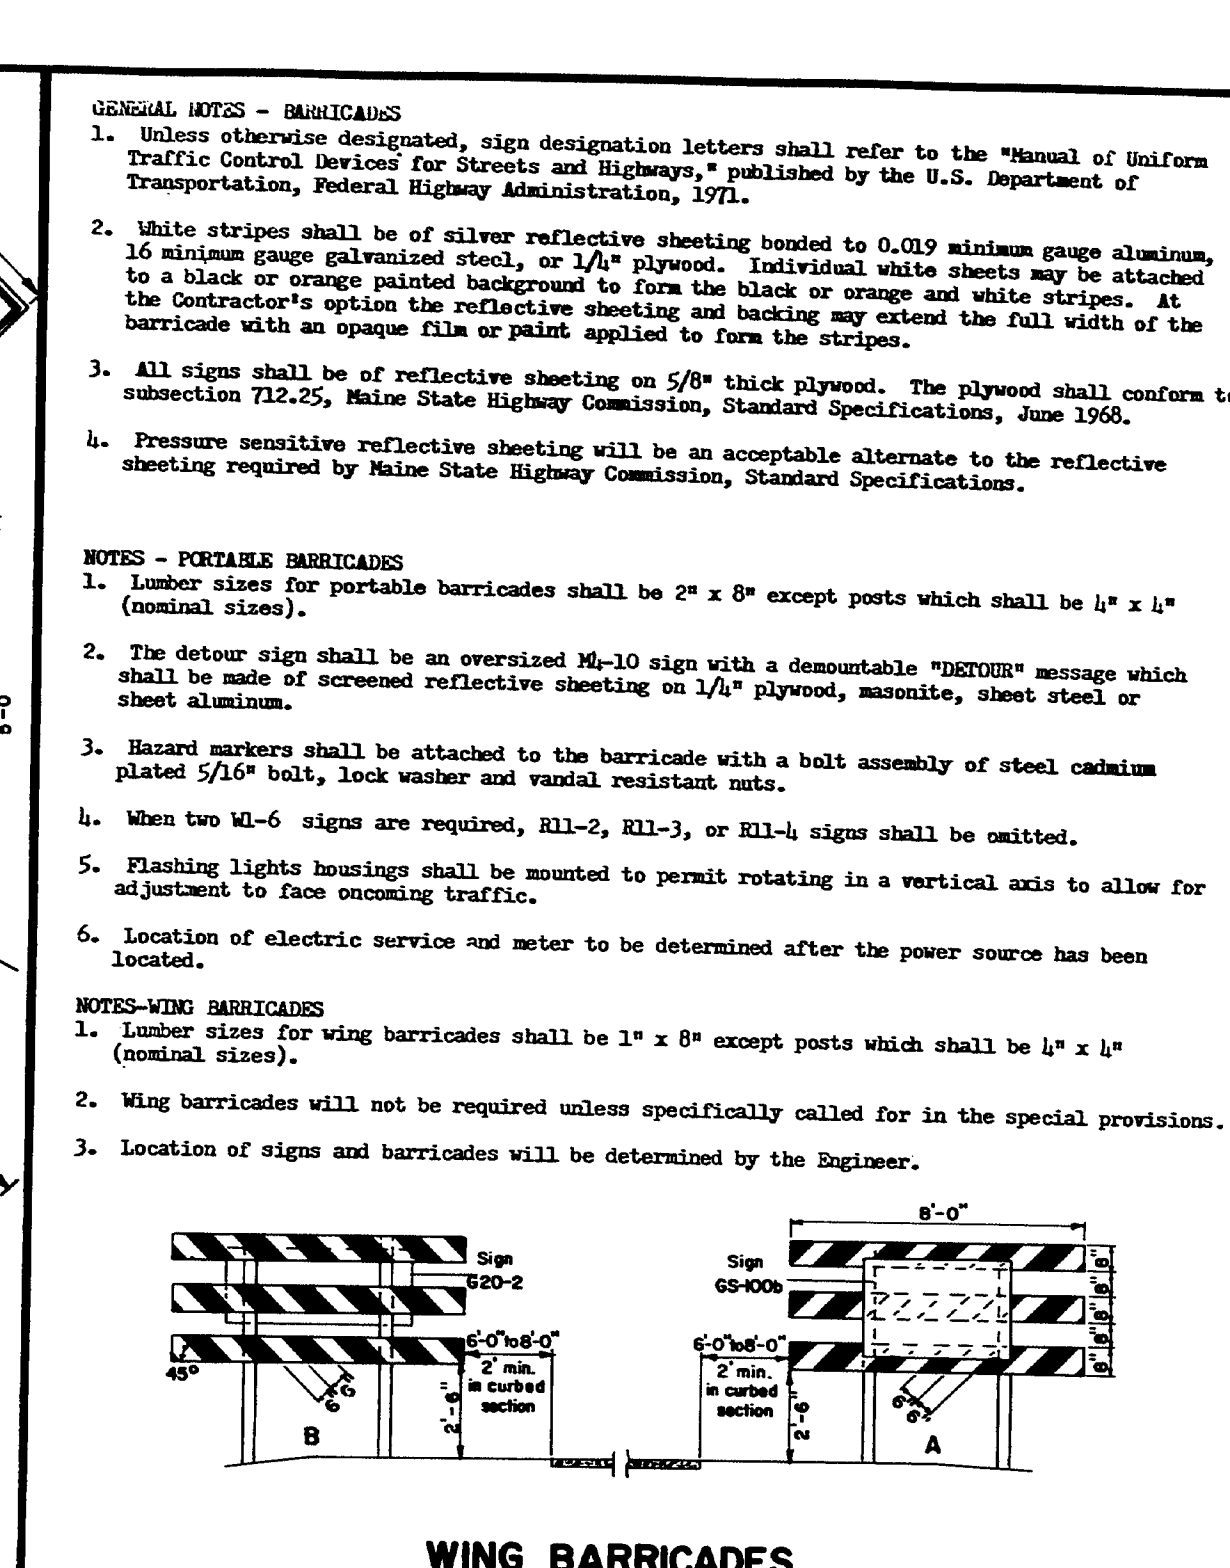 GENERAL NOTES - BARRICADES
1. Unless otherwise designated, sign designation letters shall refer to the "Manual of Uniform
Traffic Control Devices for Streets and Highways," published by the U.S. Department of
Transportation, Federal Highway Administration, 1971.
2. White stripes shall be of silver reflective sheeting bonded to 0.019 minimum gauge aluminum,
16 minimum gauge galvanized steel, or 1/4" plywood. Individual white sheets may be attached
to a black or orange painted background to form the black or orange and white stripes. At
the Contractor's option the reflective sheeting and backing may extend the full width of the
barricade with an opaque film or paint applied to form the stripes.
3. All signs shall be of reflective sheeting on 5/8" thick plywood. The plywood shall conform
subsection 712.25, Maine State Highway Commission, Standard Specifications, June 1968.
4. Pressure sensitive reflective sheeting will be an acceptable alternate to the reflective
sheeting required by Maine State Highway Commission, Standard Specifications.
NOTES - PORTABLE BARRICADES
1. Lumber sizes for portable barricades shall be 2" x 8" except posts which shall be 4" x 4"
(nominal sizes).
2. The detour sign shall be an oversized M4-10 sign with a demountable "DETOUR" message which
shall be made of screened reflective sheeting on 1/4" plywood, masonite, sheet steel or
sheet aluminum.
3. Hazard markers shall be attached to the barricade with a bolt assembly of steel cadmium
plated 5/16" bolt, lock washer and vandal resistant nuts.
4. When two W1-6 signs are required, R11-2, R11-3, or R11-4 signs shall be omitted.
5. Flashing lights housings shall be mounted to permit rotating in a vertical axis to allow for
adjustment to face oncoming traffic.
6. Location of electric service and meter to be determined after the power source has been
located.
NOTES-WING BARRICADES
1. Lumber sizes for wing barricades shall be 1" x 8" except posts which shall be 4" x 4"
(nominal sizes).
2. Wing barricades will not be required unless specifically called for in the special provisions.
3. Location of signs and barricades will be determined by the Engineer.
8'-0"
Sign
G20-2
Sign
GS-100b
8"
8"
8"
8"
8"
6'-0" to 8'-0"
6'-0" to 8'-0"
45°
2' min.
in curbed
section
2' min.
in curbed
section
6"
6"
2'-6"
2'-6"
6"
6"
B
A
WING BARRICADES